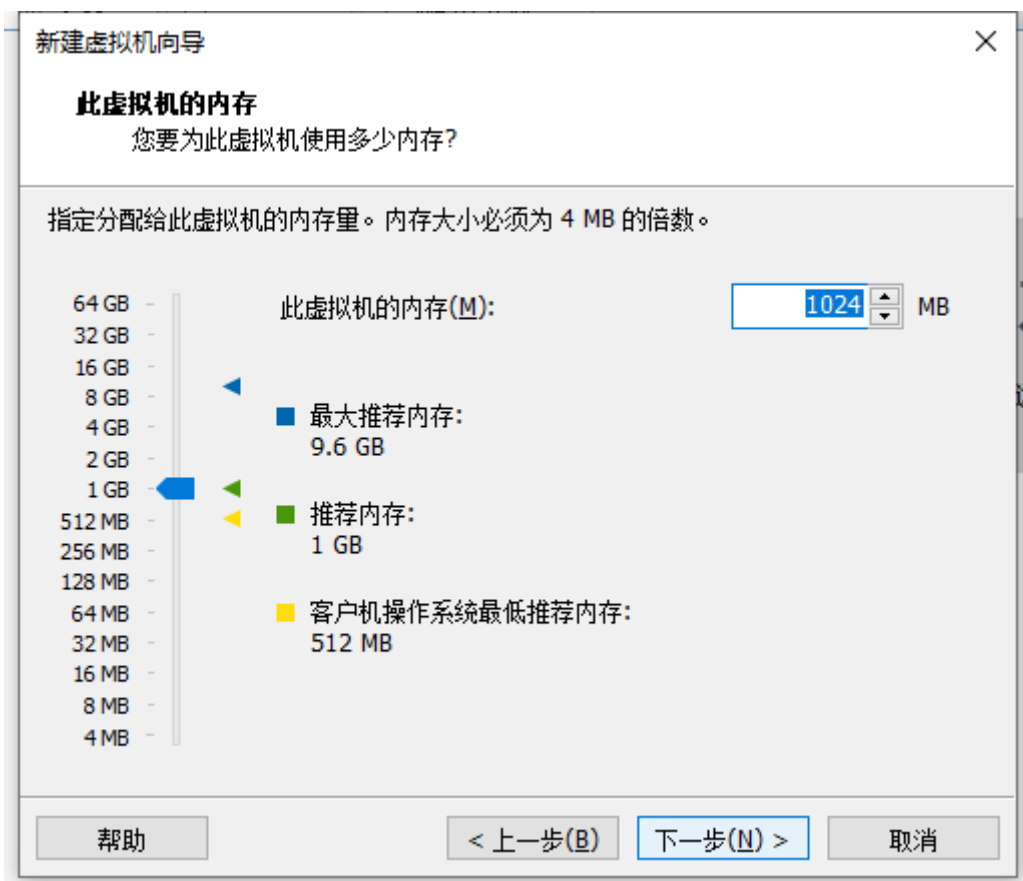 新建虚拟机向导
此虚拟机的内存
您要为此虚拟机使用多少内存?
指定分配给此虚拟机的内存量。内存大小必须为 4 MB 的倍数。
64 GB
32 GB
16 GB
8 GB
4 GB
2 GB
1 GB
512 MB
256 MB
128 MB
64 MB
32 MB
16 MB
8 MB
4 MB
此虚拟机的内存(M): 1024 MB
最大推荐内存:
9.6 GB
推荐内存:
1 GB
客户机操作系统最低推荐内存:
512 MB
帮助 < 上一步(B) 下一步(N) > 取消